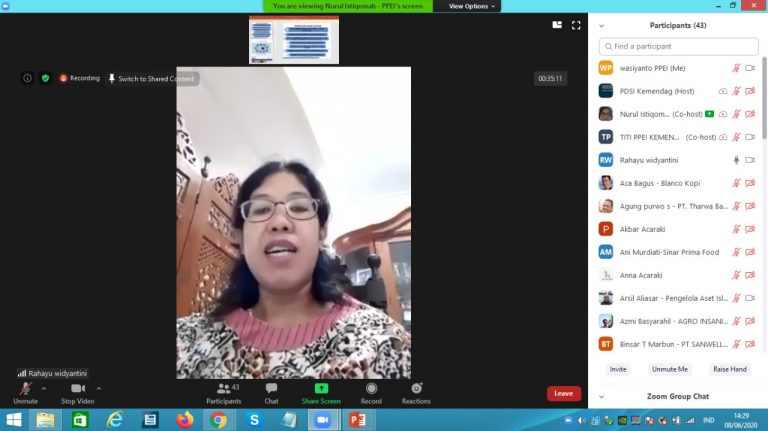 You are viewing Nurul Istiqomah - PPEI's screen
View Options
Recording
Switch to Shared Content
00:35:11
Rahayu widyantini
Unmute
Stop Video
43
Participants
Chat
Share Screen
Record
Reactions
Leave
Participants (43)
Find a participant
WP wasiyanto PPEI (Me)
PDSI Kemendag (Host)
Nurul Istiqom... (Co-host)
TP TITI PPEI KEMEN... (Co-host)
RW Rahayu widyantini
Aca Bagus - Blanco Kopi
Agung purwo s - PT. Tharwa Ba...
P Akbar Acaraki
AM Ani Murdiati-Sinar Prima Food
Anna Acaraki
Arsil Aliasar - Pengelola Aset Isl...
Azmi Basyarahil - AGRO INSANI...
BT Binsar T Marbun - PT SANWELL...
Invite
Unmute Me
Raise Hand
Zoom Group Chat
IND
14:29
08/06/2020